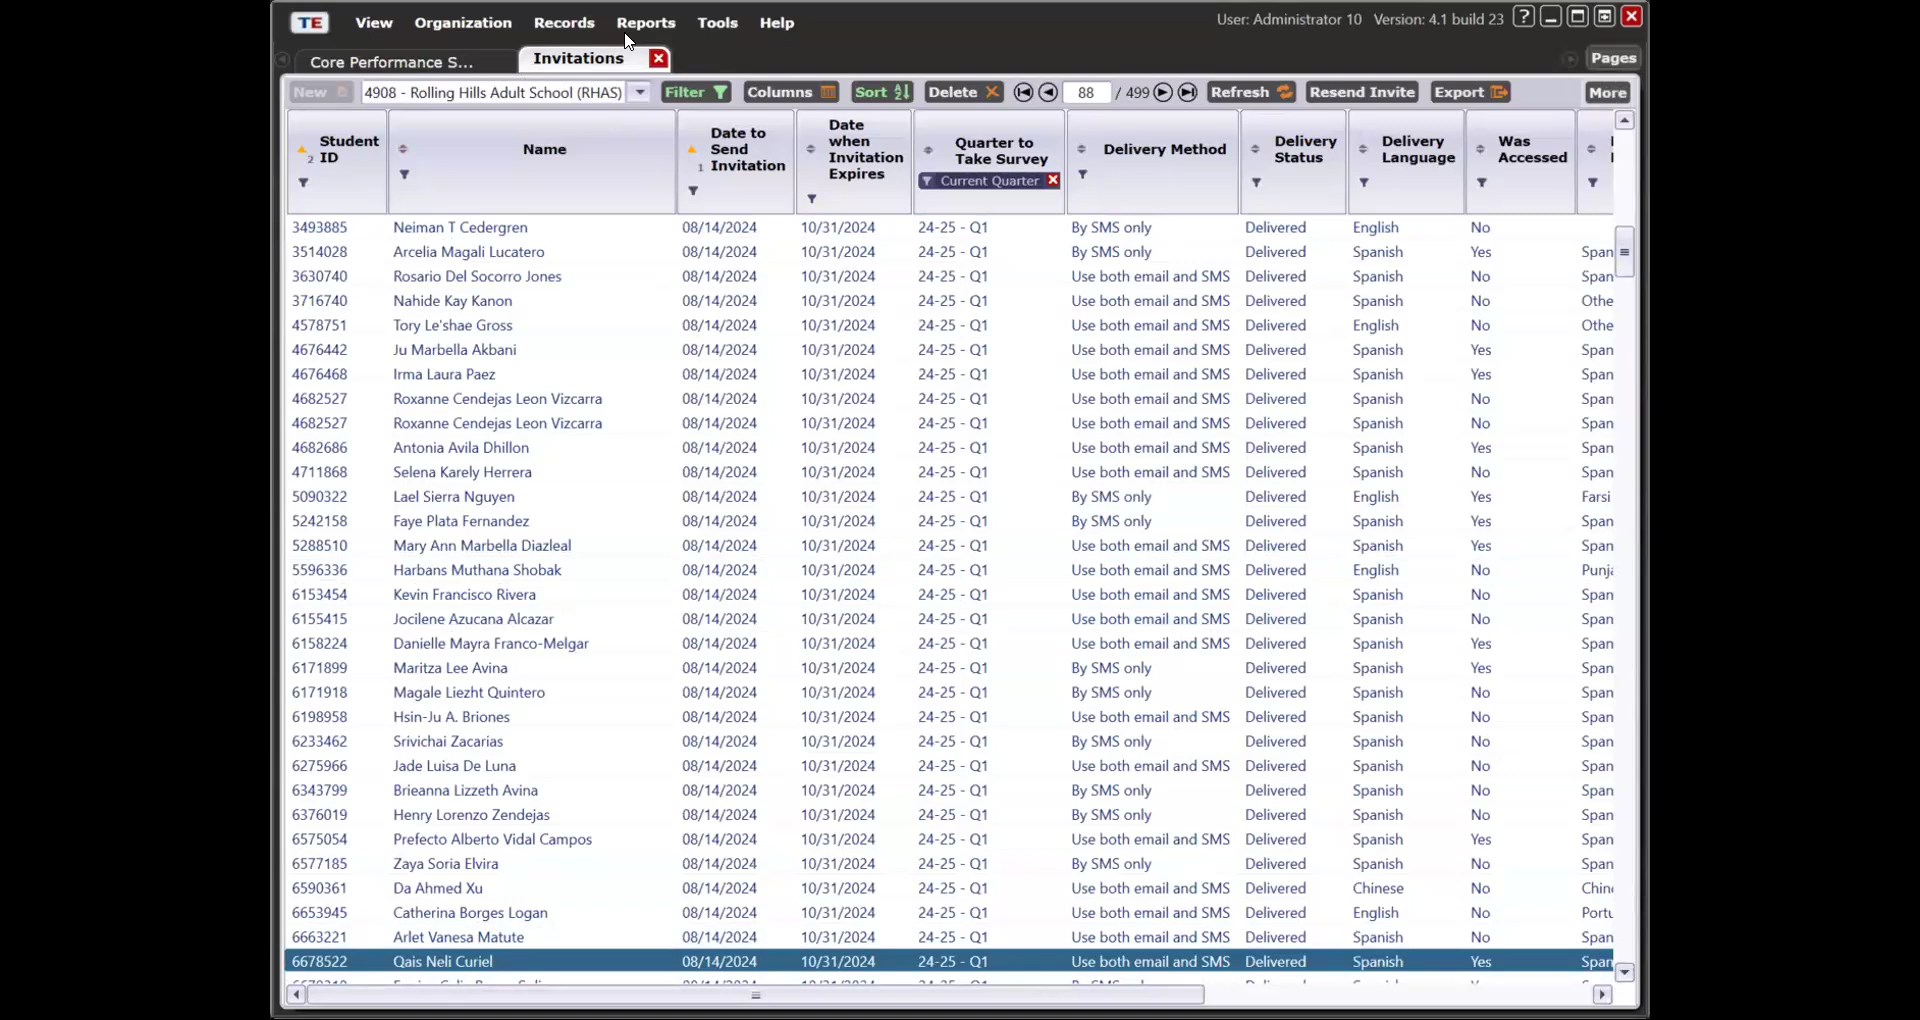 TE View Organization Records Reports Tools Help User: Administrator 10 Version: 4.1 build 23 ?
Core Performance S... Invitations Pages
New 4908 - Rolling Hills Adult School (RHAS) Filter Columns Sort Delete 88 / 499 Refresh Resend Invite Export More
Student ID 2 Name Date to Send Invitation 1 Date when Invitation Expires Quarter to Take Survey Current Quarter Delivery Method Delivery Status Delivery Language Was Accessed
3493885 Neiman T Cedergren 08/14/2024 10/31/2024 24-25 - Q1 By SMS only Delivered English No
3514028 Arcelia Magali Lucatero 08/14/2024 10/31/2024 24-25 - Q1 By SMS only Delivered Spanish Yes Span
3630740 Rosario Del Socorro Jones 08/14/2024 10/31/2024 24-25 - Q1 Use both email and SMS Delivered Spanish No Span
3716740 Nahide Kay Kanon 08/14/2024 10/31/2024 24-25 - Q1 Use both email and SMS Delivered Spanish No Othe
4578751 Tory Le'shae Gross 08/14/2024 10/31/2024 24-25 - Q1 Use both email and SMS Delivered English No Othe
4676442 Ju Marbella Akbani 08/14/2024 10/31/2024 24-25 - Q1 Use both email and SMS Delivered Spanish Yes Span
4676468 Irma Laura Paez 08/14/2024 10/31/2024 24-25 - Q1 Use both email and SMS Delivered Spanish Yes Span
4682527 Roxanne Cendejas Leon Vizcarra 08/14/2024 10/31/2024 24-25 - Q1 Use both email and SMS Delivered Spanish No Span
4682527 Roxanne Cendejas Leon Vizcarra 08/14/2024 10/31/2024 24-25 - Q1 Use both email and SMS Delivered Spanish No Span
4682686 Antonia Avila Dhillon 08/14/2024 10/31/2024 24-25 - Q1 Use both email and SMS Delivered Spanish Yes Span
4711868 Selena Karely Herrera 08/14/2024 10/31/2024 24-25 - Q1 Use both email and SMS Delivered Spanish No Span
5090322 Lael Sierra Nguyen 08/14/2024 10/31/2024 24-25 - Q1 By SMS only Delivered English Yes Farsi
5242158 Faye Plata Fernandez 08/14/2024 10/31/2024 24-25 - Q1 By SMS only Delivered Spanish Yes Span
5288510 Mary Ann Marbella Diazleal 08/14/2024 10/31/2024 24-25 - Q1 Use both email and SMS Delivered Spanish Yes Span
5596336 Harbans Muthana Shobak 08/14/2024 10/31/2024 24-25 - Q1 Use both email and SMS Delivered English No Punja
6153454 Kevin Francisco Rivera 08/14/2024 10/31/2024 24-25 - Q1 Use both email and SMS Delivered Spanish No Span
6155415 Jocilene Azucana Alcazar 08/14/2024 10/31/2024 24-25 - Q1 Use both email and SMS Delivered Spanish No Span
6158224 Danielle Mayra Franco-Melgar 08/14/2024 10/31/2024 24-25 - Q1 Use both email and SMS Delivered Spanish Yes Span
6171899 Maritza Lee Avina 08/14/2024 10/31/2024 24-25 - Q1 By SMS only Delivered Spanish Yes Span
6171918 Magale Liezht Quintero 08/14/2024 10/31/2024 24-25 - Q1 By SMS only Delivered Spanish No Span
6198958 Hsin-Ju A. Briones 08/14/2024 10/31/2024 24-25 - Q1 Use both email and SMS Delivered Spanish No Span
6233462 Srivichai Zacarias 08/14/2024 10/31/2024 24-25 - Q1 By SMS only Delivered Spanish No Span
6275966 Jade Luisa De Luna 08/14/2024 10/31/2024 24-25 - Q1 Use both email and SMS Delivered Spanish No Span
6343799 Brieanna Lizzeth Avina 08/14/2024 10/31/2024 24-25 - Q1 By SMS only Delivered Spanish No Span
6376019 Henry Lorenzo Zendejas 08/14/2024 10/31/2024 24-25 - Q1 By SMS only Delivered Spanish No Span
6575054 Prefecto Alberto Vidal Campos 08/14/2024 10/31/2024 24-25 - Q1 Use both email and SMS Delivered Spanish Yes Span
6577185 Zaya Soria Elvira 08/14/2024 10/31/2024 24-25 - Q1 By SMS only Delivered Spanish No Span
6590361 Da Ahmed Xu 08/14/2024 10/31/2024 24-25 - Q1 Use both email and SMS Delivered Chinese No Chin
6653945 Catherina Borges Logan 08/14/2024 10/31/2024 24-25 - Q1 Use both email and SMS Delivered English No Portu
6663221 Arlet Vanesa Matute 08/14/2024 10/31/2024 24-25 - Q1 Use both email and SMS Delivered Spanish No Span
6678522 Qais Neli Curiel 08/14/2024 10/31/2024 24-25 - Q1 Use both email and SMS Delivered Spanish Yes Span